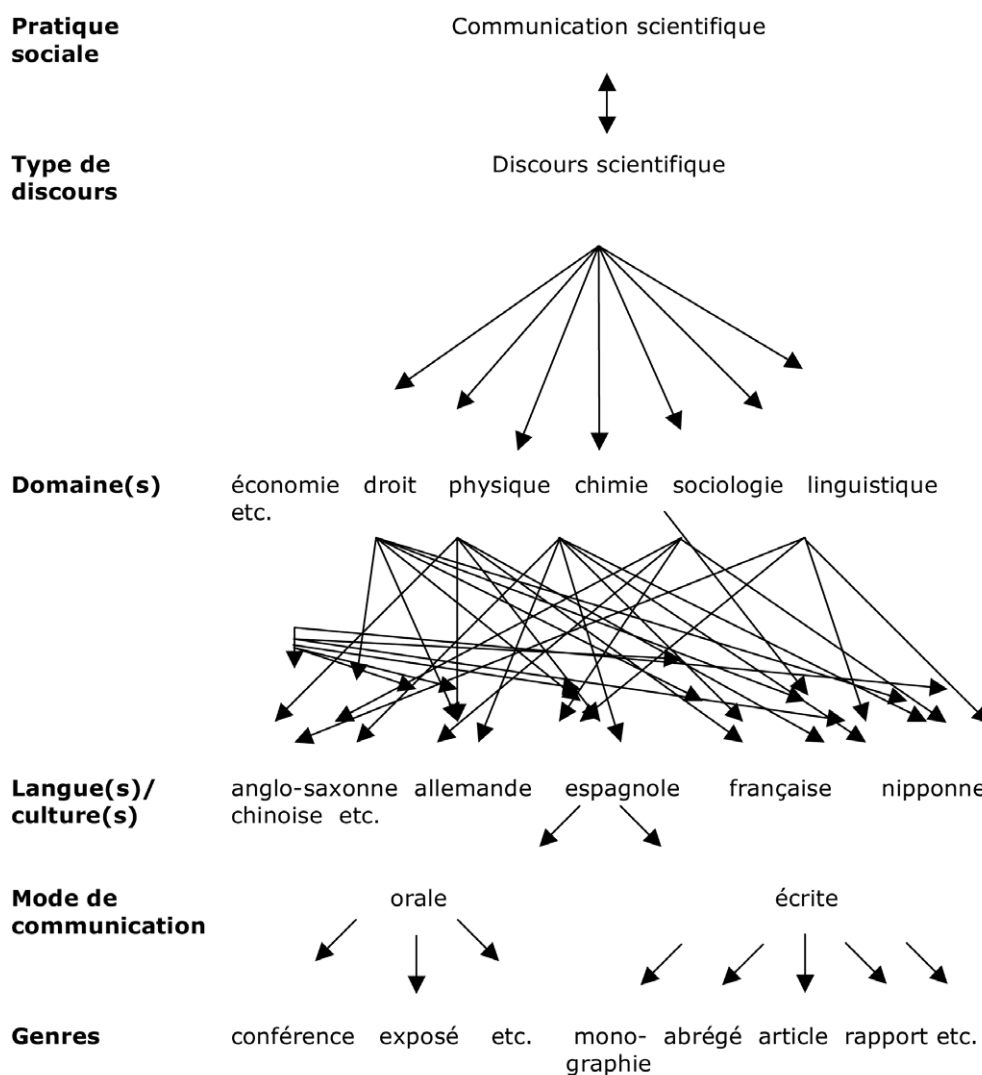 Pratique Communication scientifique
sociale
Type de Discours scientifique
discours
Domaine(s) économie droit physique chimie sociologie linguistique
etc.
Langue(s)/ anglo-saxonne allemande espagnole française nipponne
culture(s) chinoise etc.
Mode de orale écrite
communication
Genres conférence exposé etc. mono- abrégé article rapport etc.
graphie